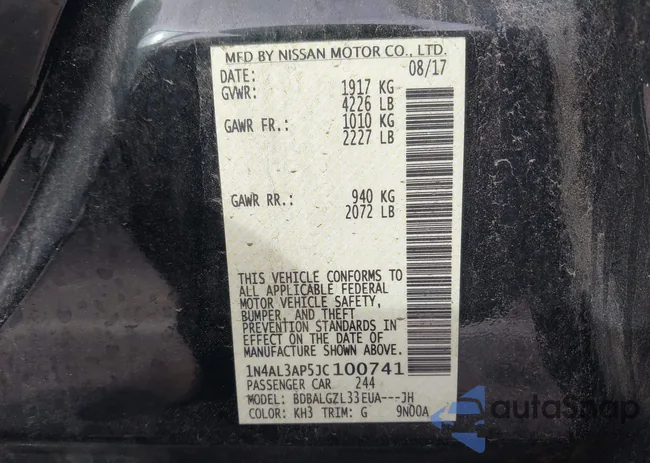 MFD BY NISSAN MOTOR CO., LTD.
DATE: 08/17
GVWR: 1917 KG
4226 LB
GAWR FR.: 1010 KG
2227 LB
GAWR RR.: 940 KG
2072 LB
THIS VEHICLE CONFORMS TO
ALL APPLICABLE FEDERAL
MOTOR VEHICLE SAFETY,
BUMPER, AND THEFT
PREVENTION STANDARDS IN
EFFECT ON THE DATE OF
MANUFACTURE SHOWN ABOVE.
1N4AL3AP5JC100741
PASSENGER CAR 244
MODEL: BDBALGZL33EUA---JH
COLOR: KH3 TRIM: G 9N00A
autoSnap